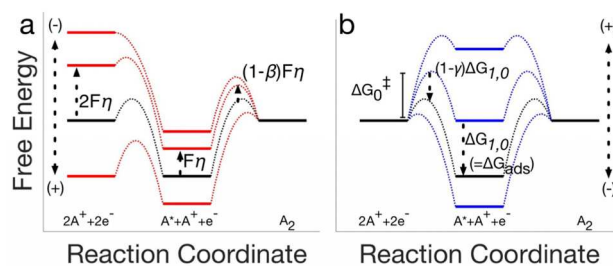 a
(-)
2Fη
(+)
Fη
(1-β)Fη
2A⁺+2e⁻
A*+A⁺+e⁻
A₂
Free Energy
Reaction Coordinate
b
(+)
ΔG₀‡
(1-γ)ΔG₁,₀
ΔG₁,₀
(=ΔGads)
(-)
2A⁺+2e⁻
A*+A⁺+e⁻
A₂
Reaction Coordinate